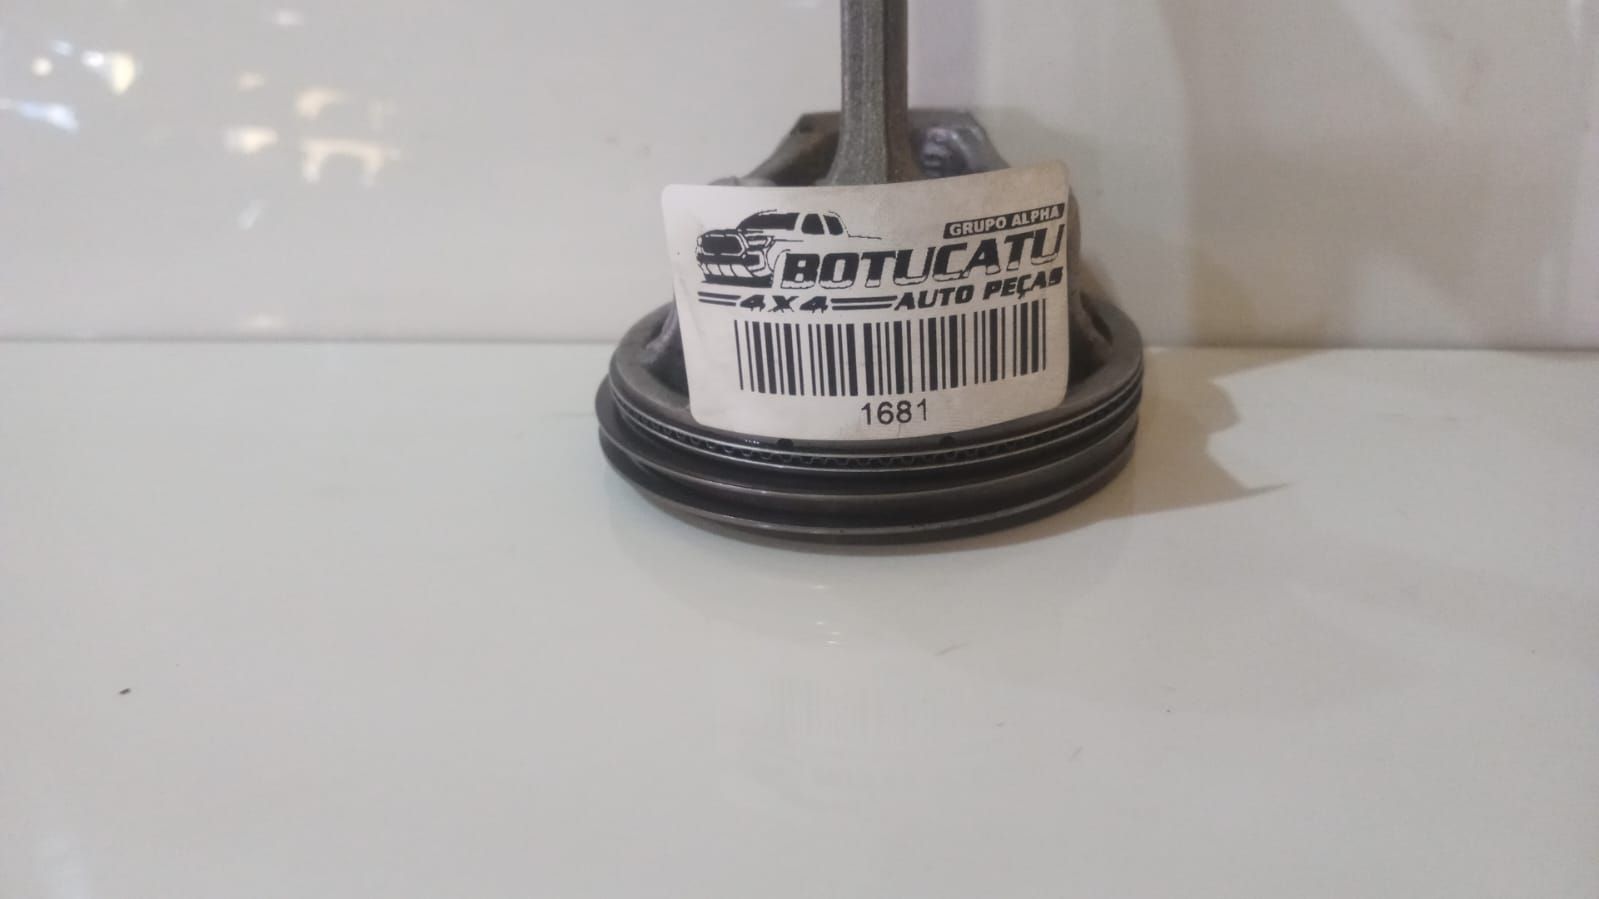 GRUPO ALPHA
BOTUCATU
4X4 AUTO PEÇAS
1681